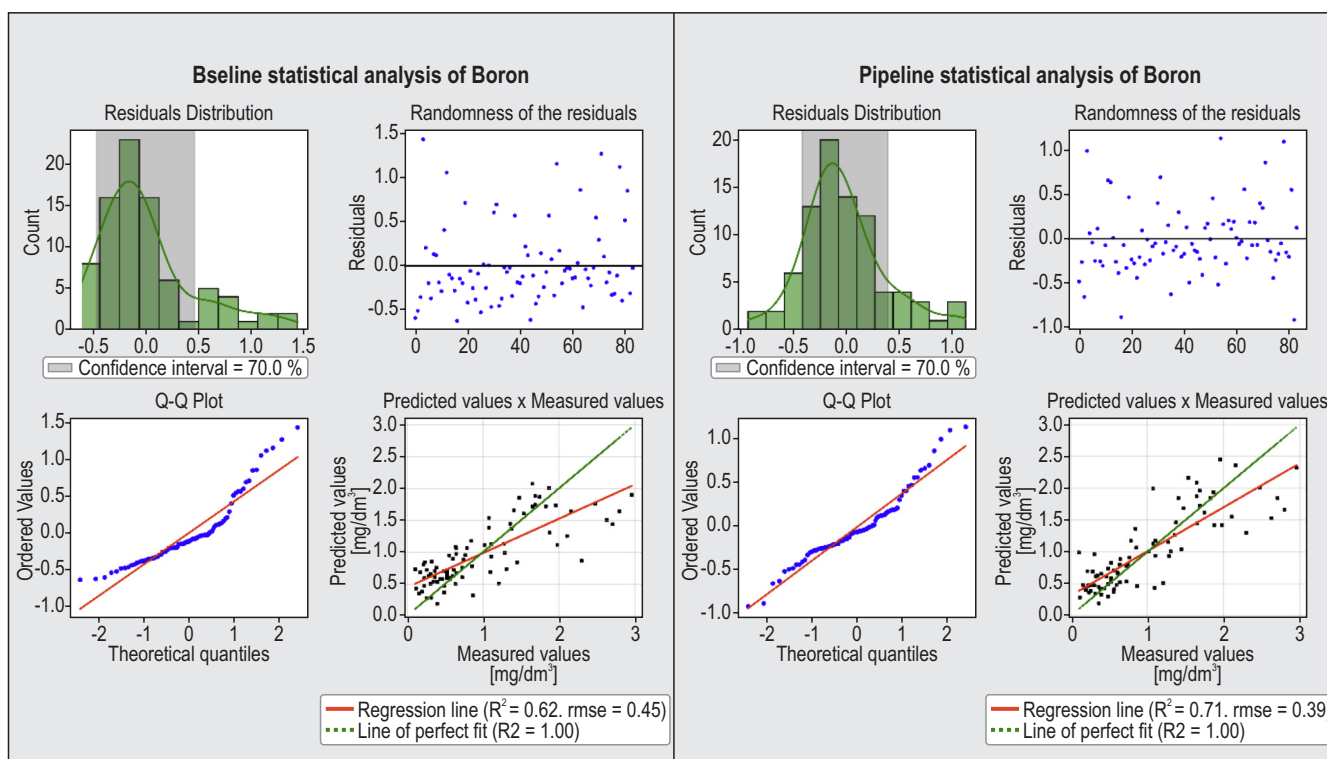 Bseline statistical analysis of Boron
Residuals Distribution
Count
20
15
10
5
0
-0.5 0.0 0.5 1.0 1.5
Confidence interval = 70.0 %
Randomness of the residuals
Residuals
1.5
1.0
0.5
0.0
-0.5
0 20 40 60 80
Q-Q Plot
Ordered Values
1.5
1.0
0.5
0.0
-0.5
-1.0
-2 -1 0 1 2
Theoretical quantiles
Predicted values x Measured values
Predicted values
[mg/dm³]
3.0
2.5
2.0
1.5
1.0
0.5
0.0
0 1 2 3
Measured values
[mg/dm³]
Regression line (R² = 0.62. rmse = 0.45)
Line of perfect fit (R2 = 1.00)
Pipeline statistical analysis of Boron
Residuals Distribution
Count
20
15
10
5
0
-1.0 -0.5 0.0 0.5 1.0
Confidence interval = 70.0 %
Randomness of the residuals
Residuals
1.0
0.5
0.0
-0.5
-1.0
0 20 40 60 80
Q-Q Plot
Ordered Values
1.0
0.5
0.0
-0.5
-1.0
-2 -1 0 1 2
Theoretical quantiles
Predicted values x Measured values
Predicted values
[mg/dm³]
3.0
2.5
2.0
1.5
1.0
0.5
0.0
0 1 2 3
Measured values
[mg/dm³]
Regression line (R² = 0.71. rmse = 0.39
Line of perfect fit (R2 = 1.00)